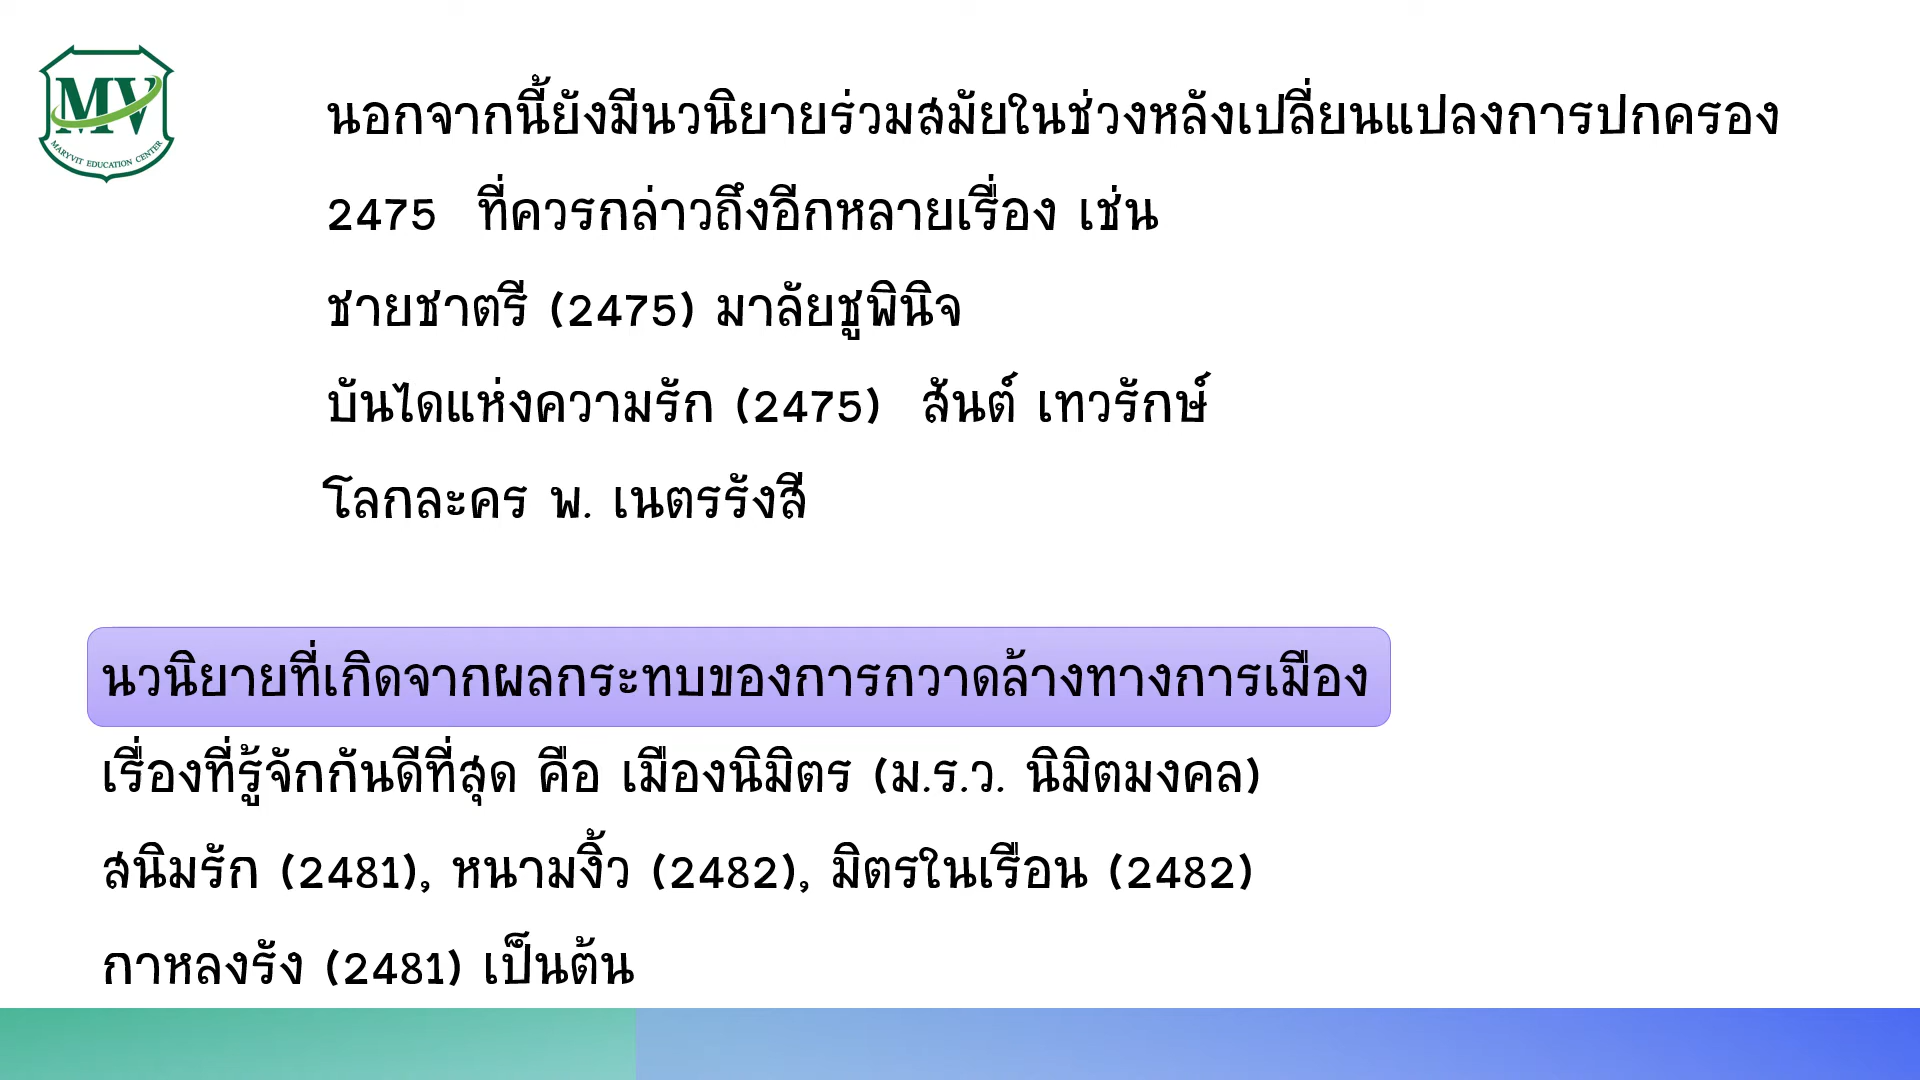 MV
MARYVIT EDUCATION CENTER
นอกจากนี้ยังมีนวนิยายร่วมสมัยในช่วงหลังเปลี่ยนแปลงการปกครอง
2475 ที่ควรกล่าวถึงอีกหลายเรื่อง เช่น
ชายชาตรี (2475) มาลัยชูพินิจ
บันไดแห่งความรัก (2475) สันต์ เทวรักษ์
โลกละคร พ. เนตรรังสี
นวนิยายที่เกิดจากผลกระทบของการกวาดล้างทางการเมือง
เรื่องที่รู้จักกันดีที่สุด คือ เมืองนิมิตร (ม.ร.ว. นิมิตมงคล)
สนิมรัก (2481), หนามงิ้ว (2482), มิตรในเรือน (2482)
กาหลงรัง (2481) เป็นต้น